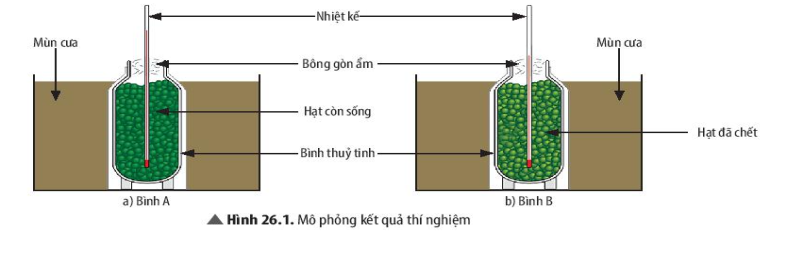 Nhiệt kế
Mùn cưa
Mùn cưa
Bông gòn ẩm
Hạt còn sống
Hạt đã chết
Bình thuỷ tinh
a) Bình A
b) Bình B
▲ Hình 26.1. Mô phỏng kết quả thí nghiệm